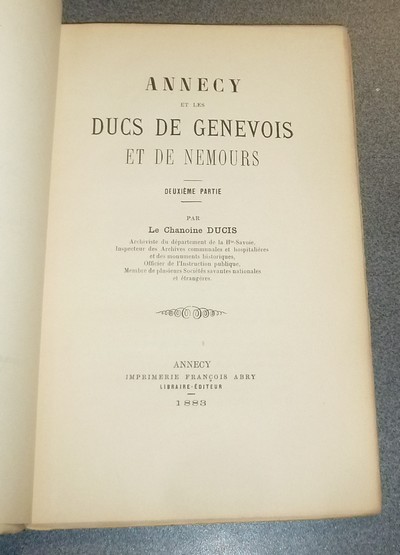 ANNECY
ET LES
DUCS DE GENEVOIS
ET DE NEMOURS
DEUXIÈME PARTIE
PAR
Le Chanoine DUCIS
Archiviste du département de la Hte-Savoie,
Inspecteur des Archives communales et hospitalières
et des monuments historiques,
Officier de l'Instruction publique,
Membre de plusieurs Sociétés savantes nationales
et étrangères.
ANNECY
IMPRIMERIE FRANÇOIS ABRY
LIBRAIRE-ÉDITEUR
1883